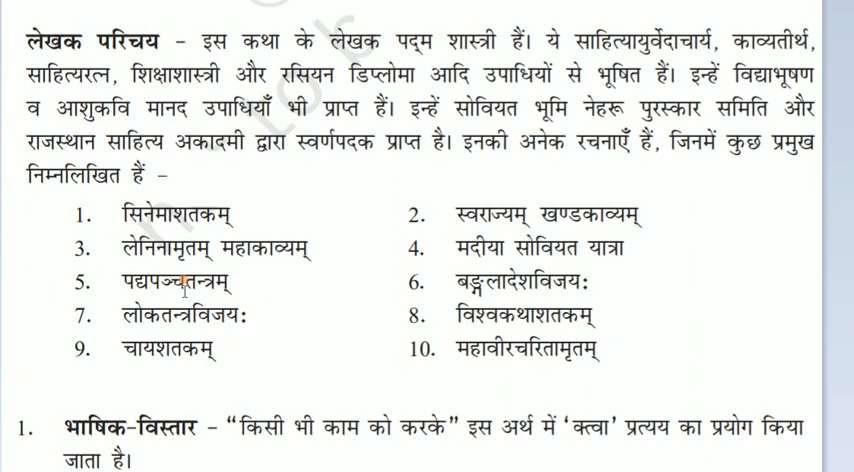 लेखक परिचय - इस कथा के लेखक पद्म शास्त्री हैं। ये साहित्यायुर्वेदाचार्य, काव्यतीर्थ,
साहित्यरत्न, शिक्षाशास्त्री और रसियन डिप्लोमा आदि उपाधियों से भूषित हैं। इन्हें विद्याभूषण
व आशुकवि मानद उपाधियाँ भी प्राप्त हैं। इन्हें सोवियत भूमि नेहरू पुरस्कार समिति और
राजस्थान साहित्य अकादमी द्वारा स्वर्णपदक प्राप्त है। इनकी अनेक रचनाएँ हैं, जिनमें कुछ प्रमुख
निम्नलिखित हैं -
1. सिनेमाशतकम् 2. स्वराज्यम् खण्डकाव्यम्
3. लेनिनामृतम् महाकाव्यम् 4. मदीया सोवियत यात्रा
5. पद्यपञ्चतन्त्रम् 6. बङ्गलादेशविजय:
7. लोकतन्त्रविजय: 8. विश्वकथाशतकम्
9. चायशतकम् 10. महावीरचरितामृतम्
1. भाषिक-विस्तार - “किसी भी काम को करके” इस अर्थ में ‘क्त्वा’ प्रत्यय का प्रयोग किया
जाता है।